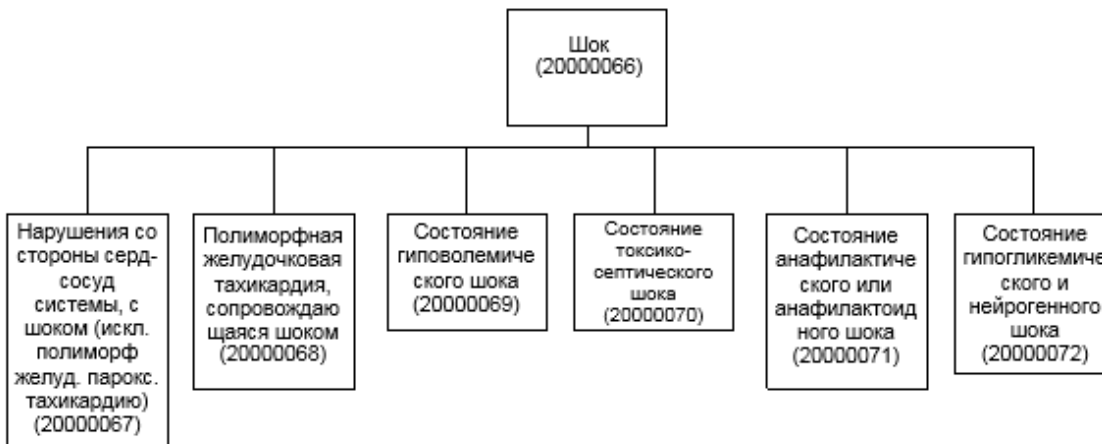 Шок
(20000066)
Нарушения со
стороны серд-
сосуд
системы, с
шоком (искл.
полиморф
желуд. парокс.
тахикардию)
(20000067)
Полиморфная
желудочковая
тахикардия,
сопровождаю
щаяся шоком
(20000068)
Состояние
гиповолемиче
ского шока
(20000069)
Состояние
токсико-
септического
шока
(20000070)
Состояние
анафилактиче
ского или
анафилактоид
ного шока
(20000071)
Состояние
гипогликемиче
ского и
нейрогенного
шока
(20000072)